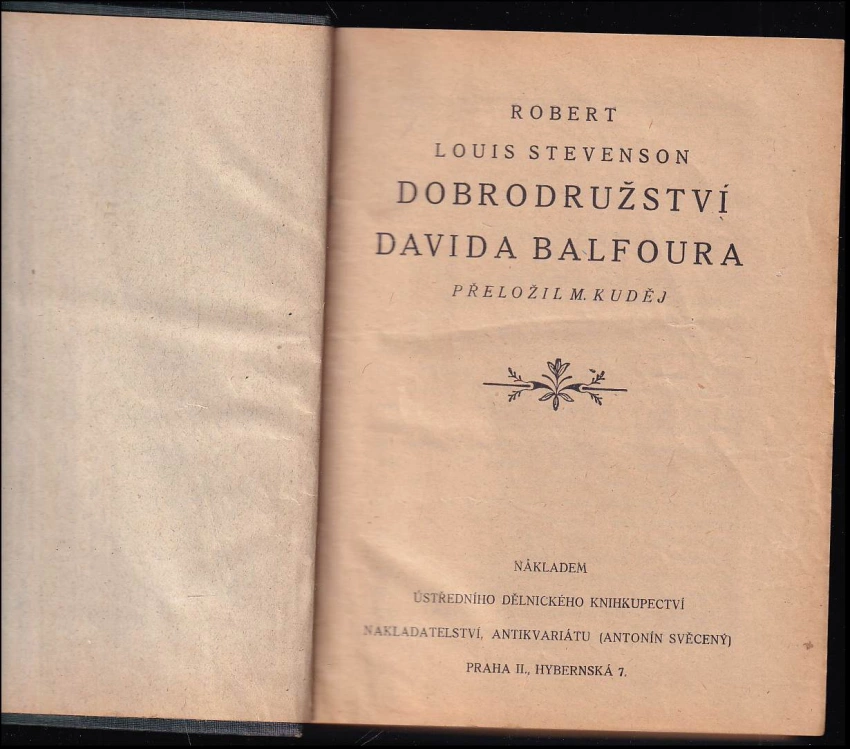 ROBERT
LOUIS STEVENSON
DOBRODRUŽSTVÍ
DAVIDA BALFOURA
PŘELOŽIL M. KUDĚJ
NÁKLADEM
ÚSTŘEDNÍHO DĚLNICKÉHO KNIHKUPECTVÍ
NAKLADATELSTVÍ, ANTIKVARIÁTU (ANTONÍN SVĚCENÝ)
PRAHA II., HYBERNSKÁ 7.